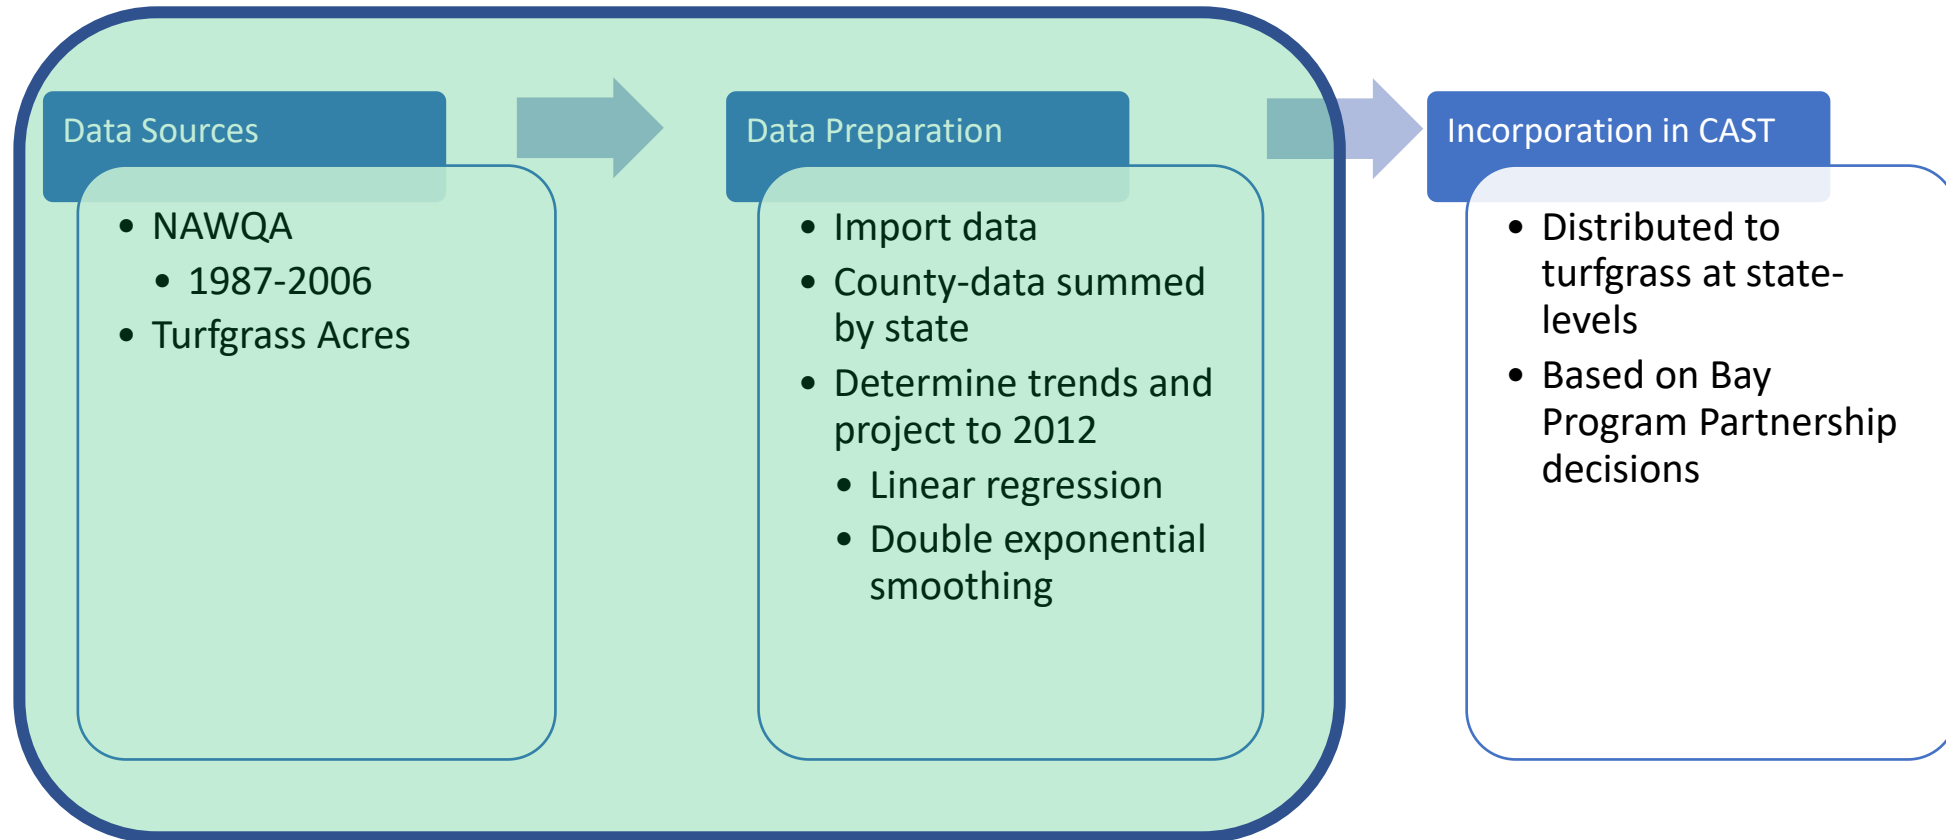 Data Sources
• NAWQA
• 1987-2006
• Turfgrass Acres
Data Preparation
• Import data
• County-data summed
by state
• Determine trends and
project to 2012
• Linear regression
• Double exponential
smoothing
Incorporation in CAST
• Distributed to
turfgrass at state-
levels
• Based on Bay
Program Partnership
decisions